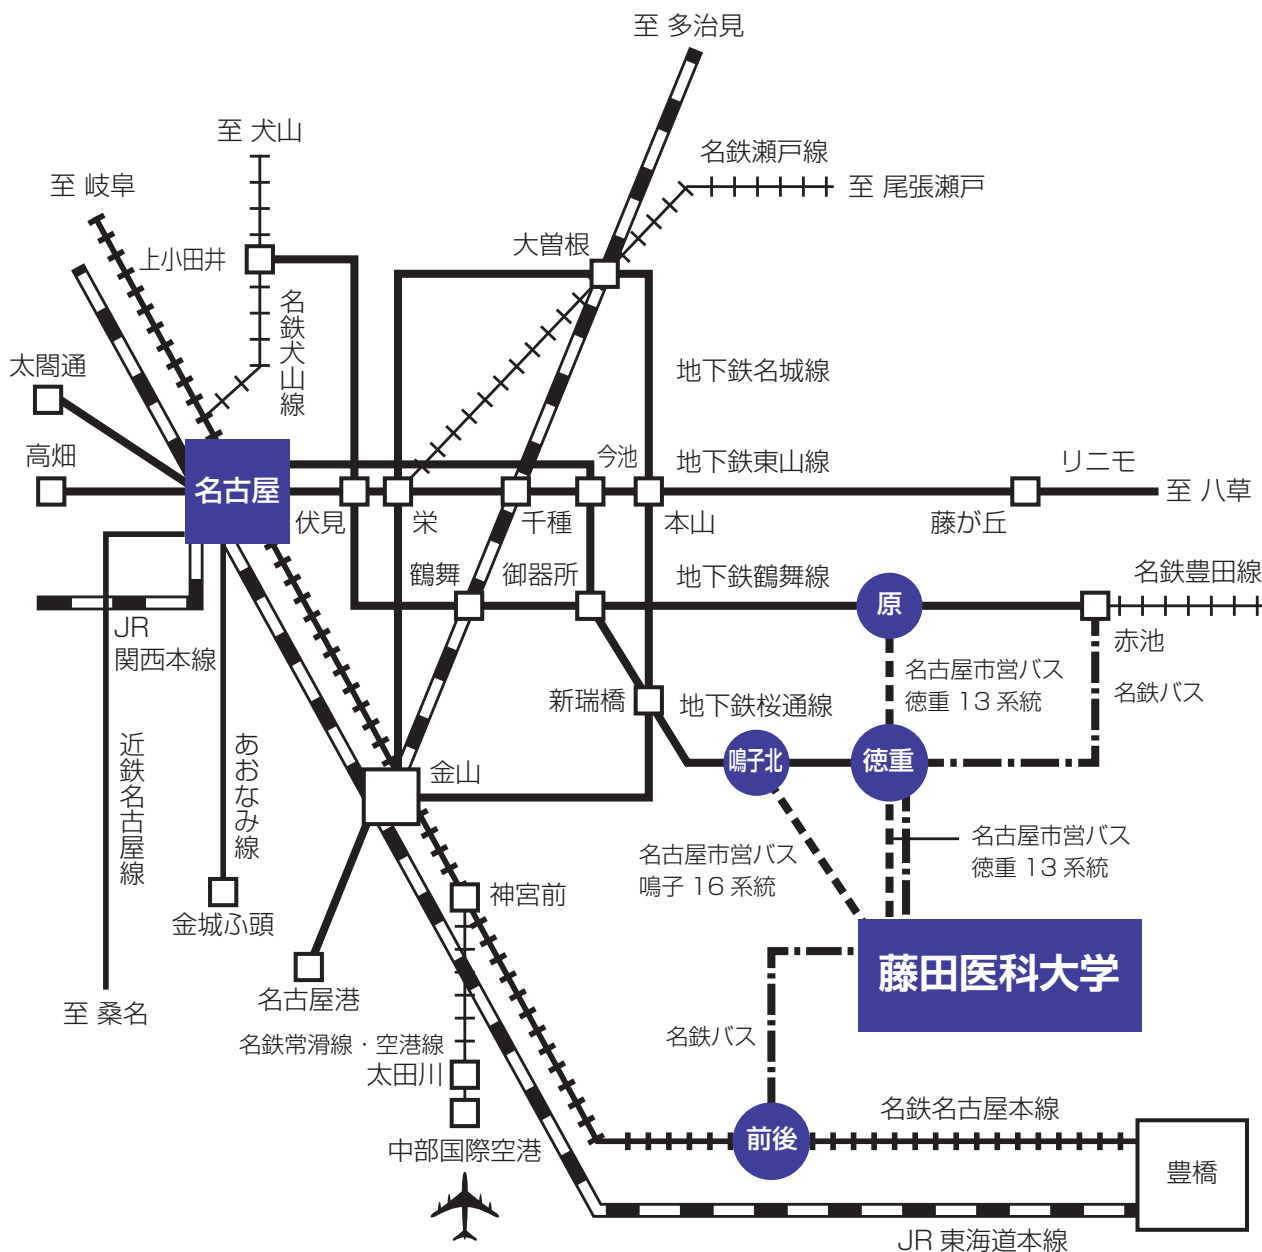 至 多治見
至 犬山
名鉄瀬戸線
至 岐阜
至 尾張瀬戸
上小田井
大曽根
名鉄犬山線
太閤通
地下鉄名城線
高畑
名古屋
今池
地下鉄東山線
リニモ
至 八草
伏見
栄
千種
本山
藤が丘
鶴舞
御器所
地下鉄鶴舞線
原
名鉄豊田線
JR
関西本線
赤池
名古屋市営バス
徳重 13 系統
名鉄バス
新瑞橋
地下鉄桜通線
近鉄名古屋線
あおなみ線
金山
鳴子北
徳重
名古屋市営バス
鳴子 16 系統
名古屋市営バス
徳重 13 系統
金城ふ頭
神宮前
藤田医科大学
名古屋港
至 桑名
名鉄常滑線・空港線
名鉄バス
太田川
中部国際空港
前後
名鉄名古屋本線
豊橋
JR 東海道本線